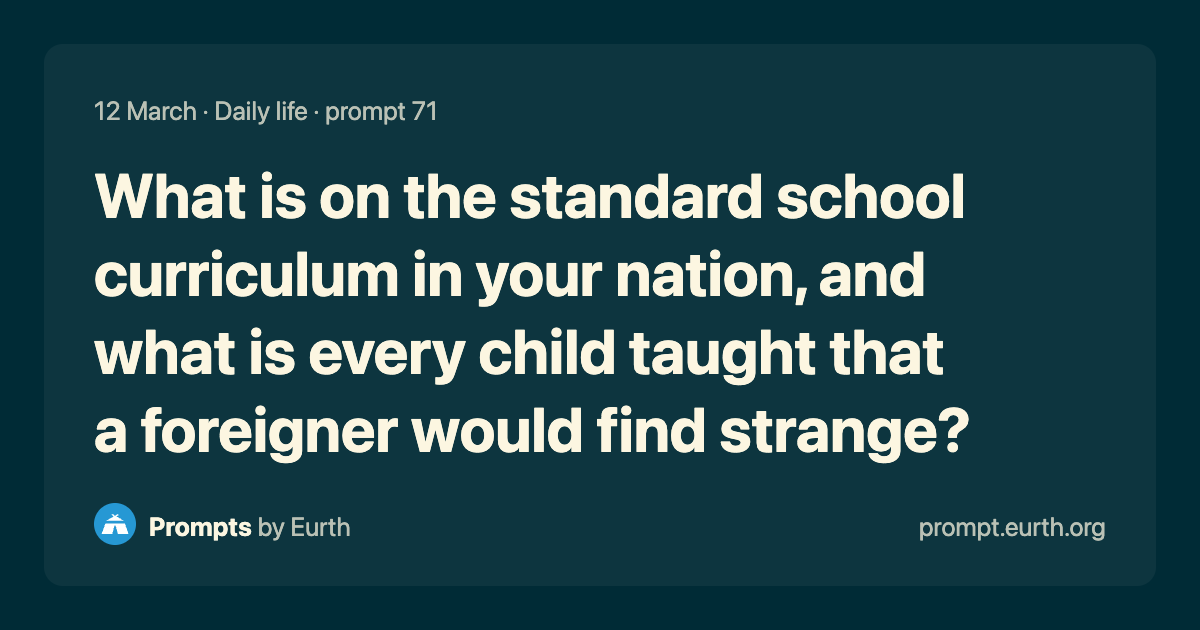 12 March · Daily life · prompt 71
What is on the standard school
curriculum in your nation, and
what is every child taught that
a foreigner would find strange?
Prompts by Eurth
prompt.eurth.org